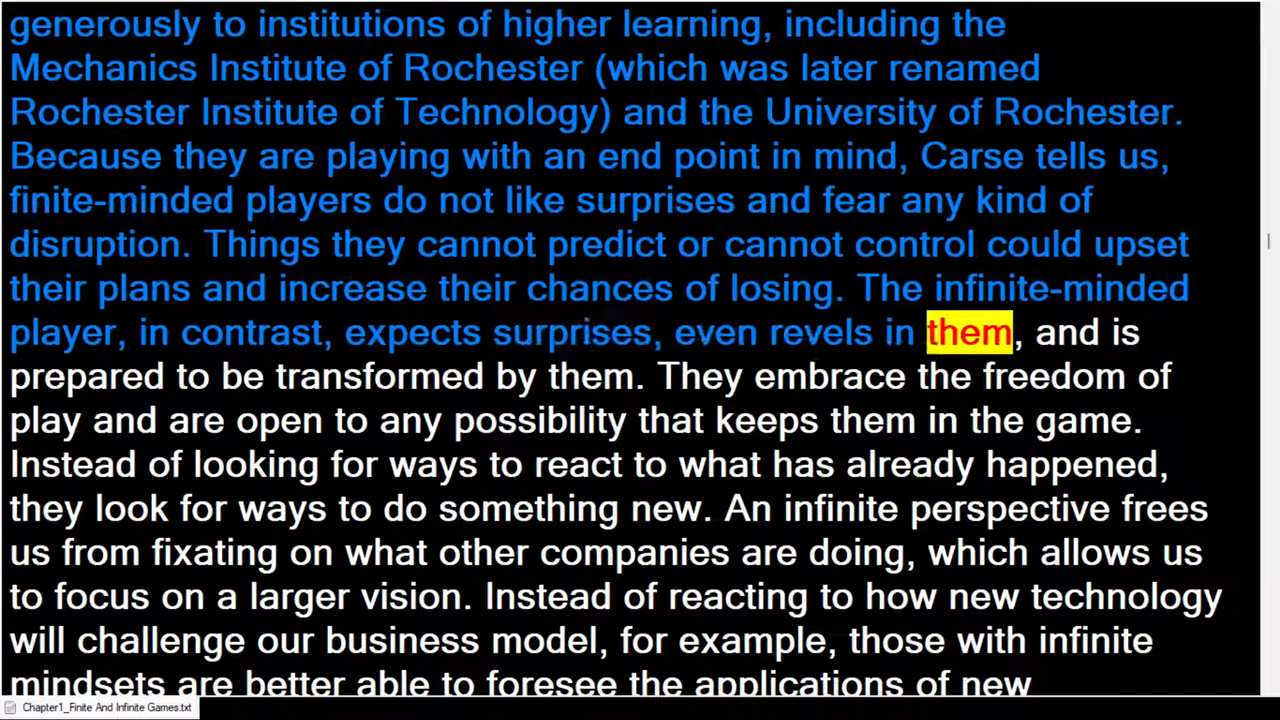 generously to institutions of higher learning, including the
Mechanics Institute of Rochester (which was later renamed
Rochester Institute of Technology) and the University of Rochester.
Because they are playing with an end point in mind, Carse tells us,
finite-minded players do not like surprises and fear any kind of
disruption. Things they cannot predict or cannot control could upset
their plans and increase their chances of losing. The infinite-minded
player, in contrast, expects surprises, even revels in them, and is
prepared to be transformed by them. They embrace the freedom of
play and are open to any possibility that keeps them in the game.
Instead of looking for ways to react to what has already happened,
they look for ways to do something new. An infinite perspective frees
us from fixating on what other companies are doing, which allows us
to focus on a larger vision. Instead of reacting to how new technology
will challenge our business model, for example, those with infinite
mindsets are better able to foresee the applications of new
Chapter1_Finite And Infinite Games.txt